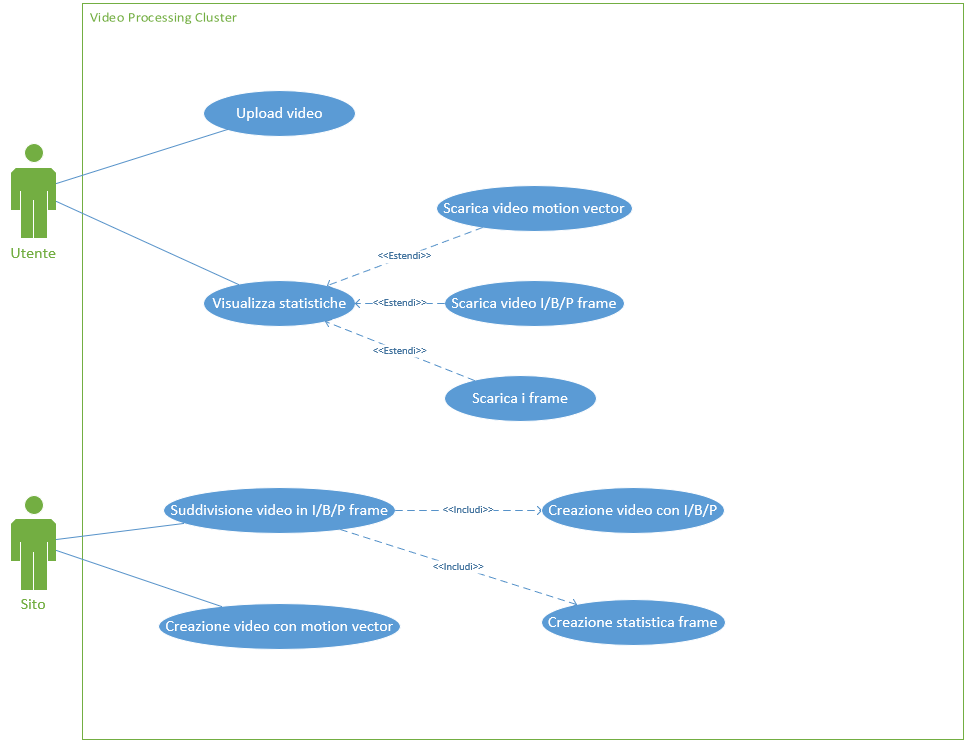 Video Processing Cluster
Upload video
Scarica video motion vector
Utente
<<Estendi>>
Visualizza statistiche
<<Estendi>>
Scarica video I/B/P frame
<<Estendi>>
Scarica i frame
Suddivisione video in I/B/P frame
<<Includi>>
Creazione video con I/B/P
<<Includi>>
Sito
Creazione video con motion vector
Creazione statistica frame